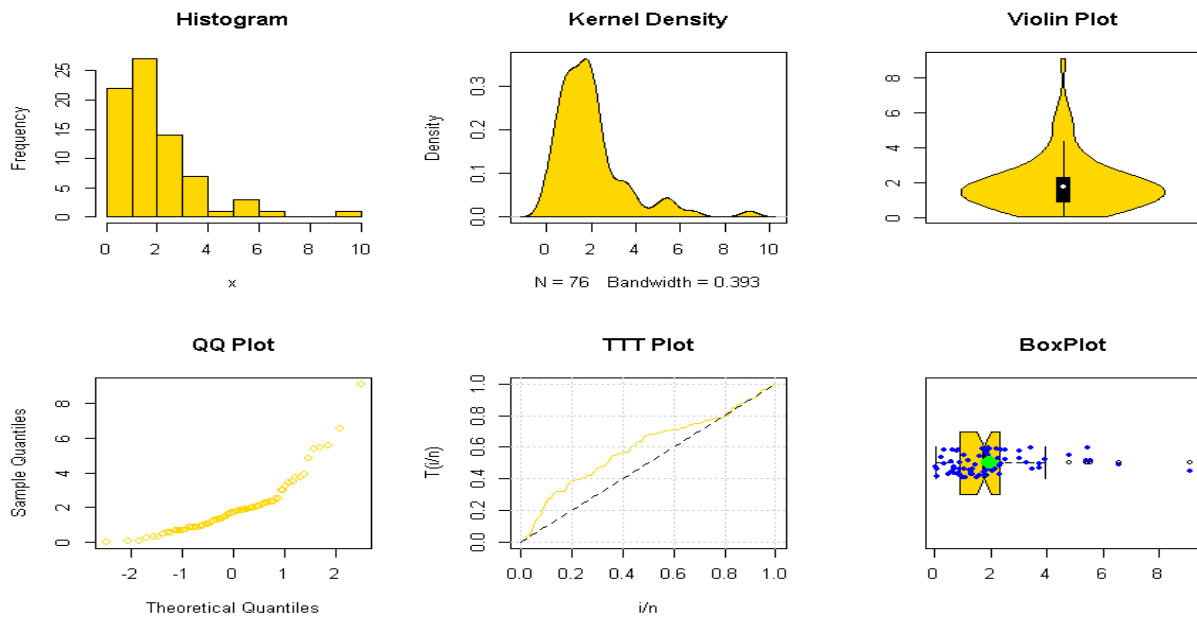 Histogram
Kernel Density
Violin Plot
Frequency
0 5 10 15 20 25
0 2 4 6 8 10
x
Density
0.0 0.1 0.2 0.3
0 2 4 6 8 10
N = 76 Bandwidth = 0.393
0 2 4 6 8
QQ Plot
TTT Plot
BoxPlot
Sample Quantiles
0 2 4 6 8
-2 -1 0 1 2
Theoretical Quantiles
T(i/n)
0.0 0.2 0.4 0.6 0.8 1.0
0.0 0.2 0.4 0.6 0.8 1.0
i/n
0 2 4 6 8